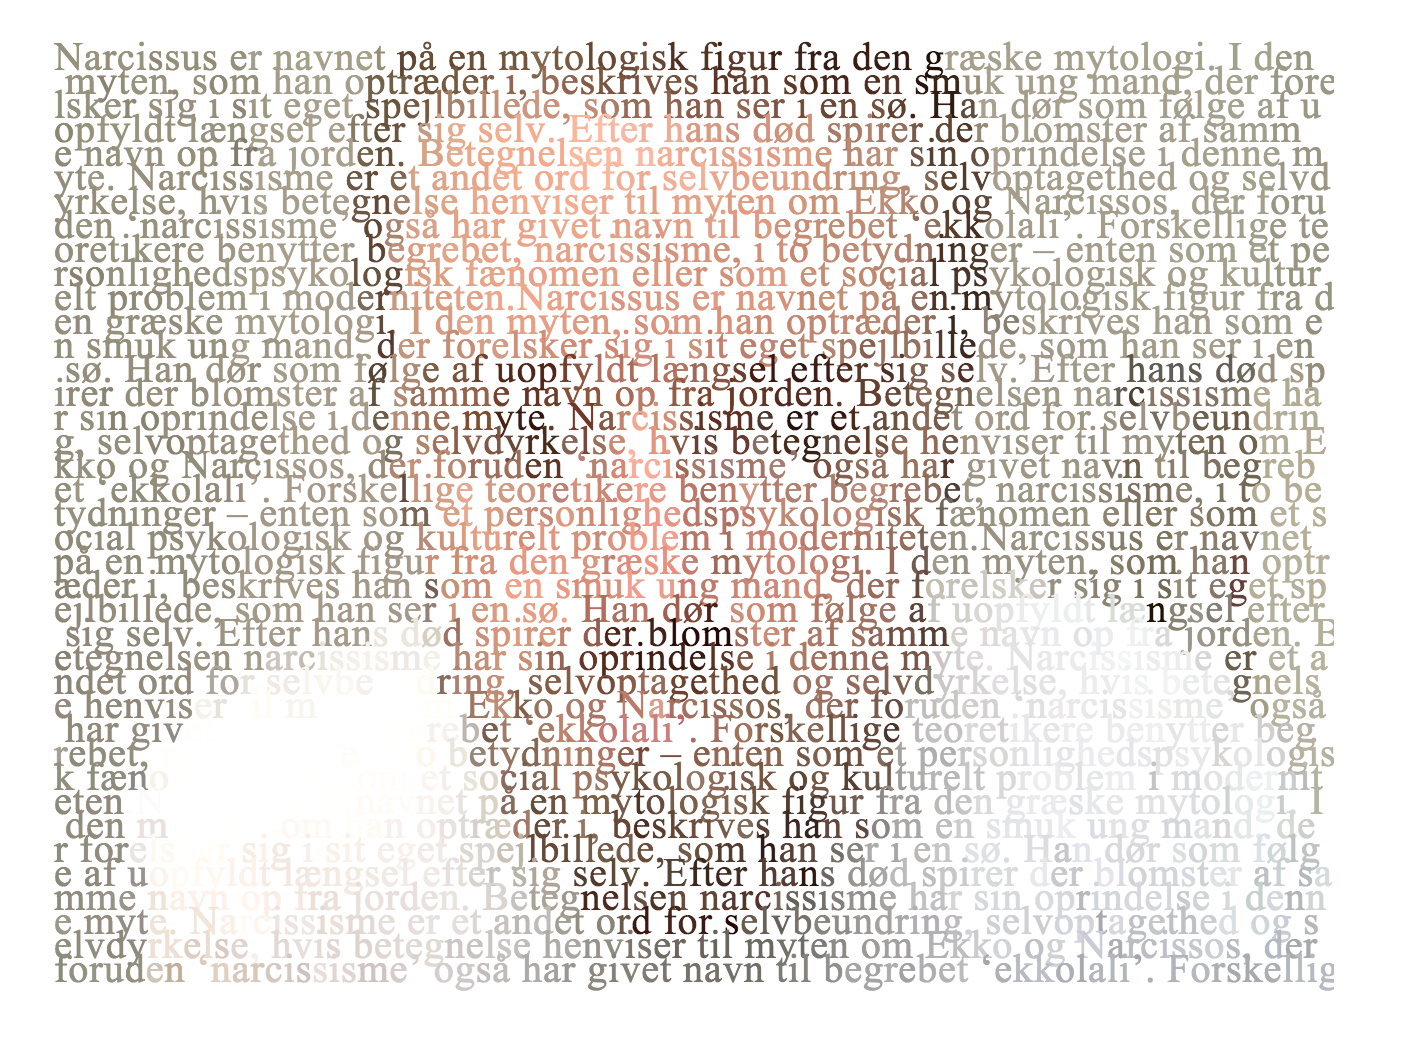 Narcissus er navnet på en mytologisk figur fra den græske mytologi. I den
myten, som han optræder i, beskrives han som en smuk ung mand, der fore
lsker sig i sit eget spejlbillede, som han ser i en sø. Han dør som følge af u
opfyldt længsel efter sig selv. Efter hans død spirer der blomster af samm
e navn op fra jorden. Betegnelsen narcissisme har sin oprindelse i denne m
yte. Narcissisme er et andet ord for selvbeundring, selvoptagethed og selvd
yrkelse, hvis betegnelse henviser til myten om Ekko og Narcissos, der foru
den ‘narcissisme’ også har givet navn til begrebet ‘ekkolali’. Forskellige te
oretikere benytter begrebet, narcissisme, i to betydninger – enten som et pe
rsonlighedspsykologisk fænomen eller som et social psykologisk og kultur
elt problem i moderniteten.Narcissus er navnet på en mytologisk figur fra d
en græske mytologi. I den myten, som han optræder i, beskrives han som e
n smuk ung mand, der forelsker sig i sit eget spejlbillede, som han ser i en
sø. Han dør som følge af uopfyldt længsel efter sig selv. Efter hans død sp
irer der blomster af samme navn op fra jorden. Betegnelsen narcissisme ha
r sin oprindelse i denne myte. Narcissisme er et andet ord for selvbeundrin
g, selvoptagethed og selvdyrkelse, hvis betegnelse henviser til myten om E
kko og Narcissos, der foruden ‘narcissisme’ også har givet navn til begreb
et ‘ekkolali’. Forskellige teoretikere benytter begrebet, narcissisme, i to be
tydninger – enten som et personlighedspsykologisk fænomen eller som et s
ocial psykologisk og kulturelt problem i moderniteten.Narcissus er navnet
på en mytologisk figur fra den græske mytologi. I den myten, som han optr
æder i, beskrives han som en smuk ung mand, der forelsker sig i sit eget sp
ejlbillede, som han ser i en sø. Han dør som følge af uopfyldt længsel efter
sig selv. Efter hans død spirer der blomster af samme navn op fra jorden. B
etegnelsen narcissisme har sin oprindelse i denne myte. Narcissisme er et a
ndet ord for selvbe dring, selvoptagethed og selvdyrkelse, hvis betegnels
e henviser til m Ekko og Narcissos, der foruden ‘narcissisme’ også
har giv rebet ‘ekkolali’. Forskellige teoretikere benytter beg
rebet, betydninger – enten som et personlighedspsykologis
k fæno om et social psykologisk og kulturelt problem i modernit
eten navnet på en mytologisk figur fra den græske mytologi. I
den m om han optræder i, beskrives han som en smuk ung mand, de
r forels r sig i sit eget spejlbillede, som han ser i en sø. Han dør som følg
e af uopfyldt længsel efter sig selv. Efter hans død spirer der blomster af sa
mme navn op fra jorden. Betegnelsen narcissisme har sin oprindelse i denn
e myte. Narcissisme er et andet ord for selvbeundring, selvoptagethed og s
elvdyrkelse, hvis betegnelse henviser til myten om Ekko og Narcissos, der
foruden ‘narcissisme’ også har givet navn til begrebet ‘ekkolali’. Forskellig